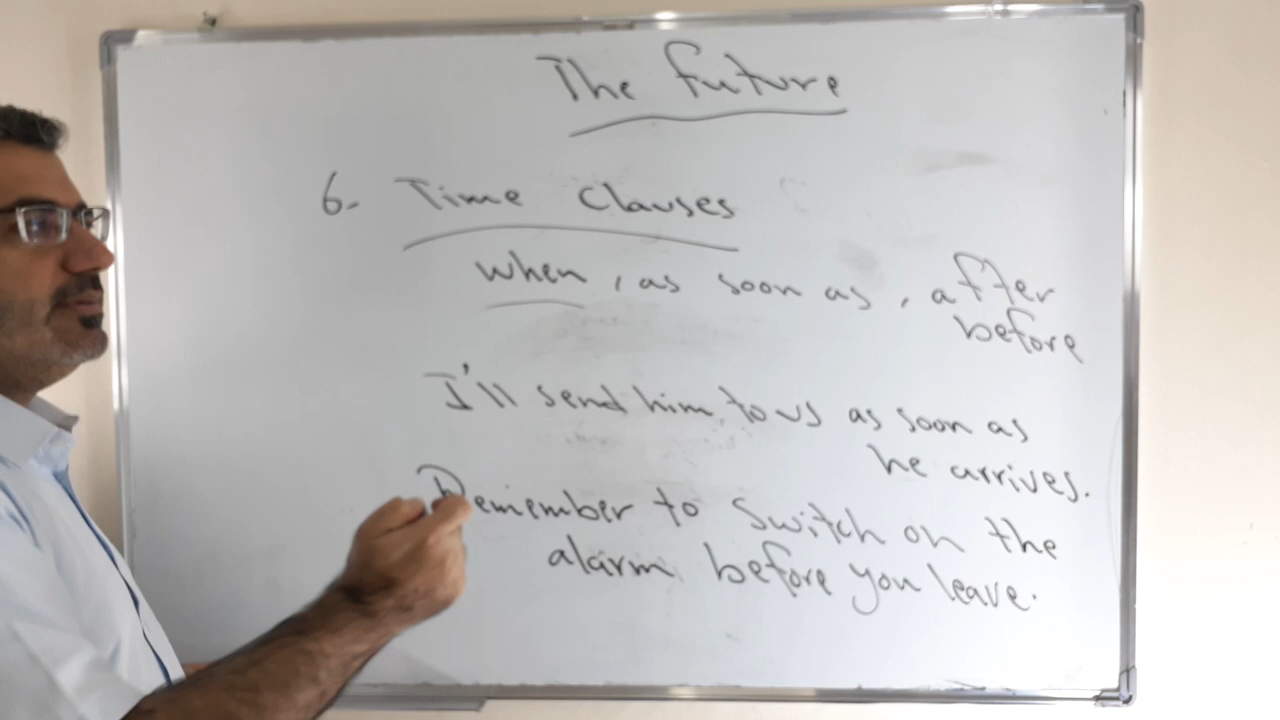 The future
6- Time Clauses
when, as soon as, after
before
I'll send him to us as soon as
he arrives.
Remember to switch on the
alarm before you leave.